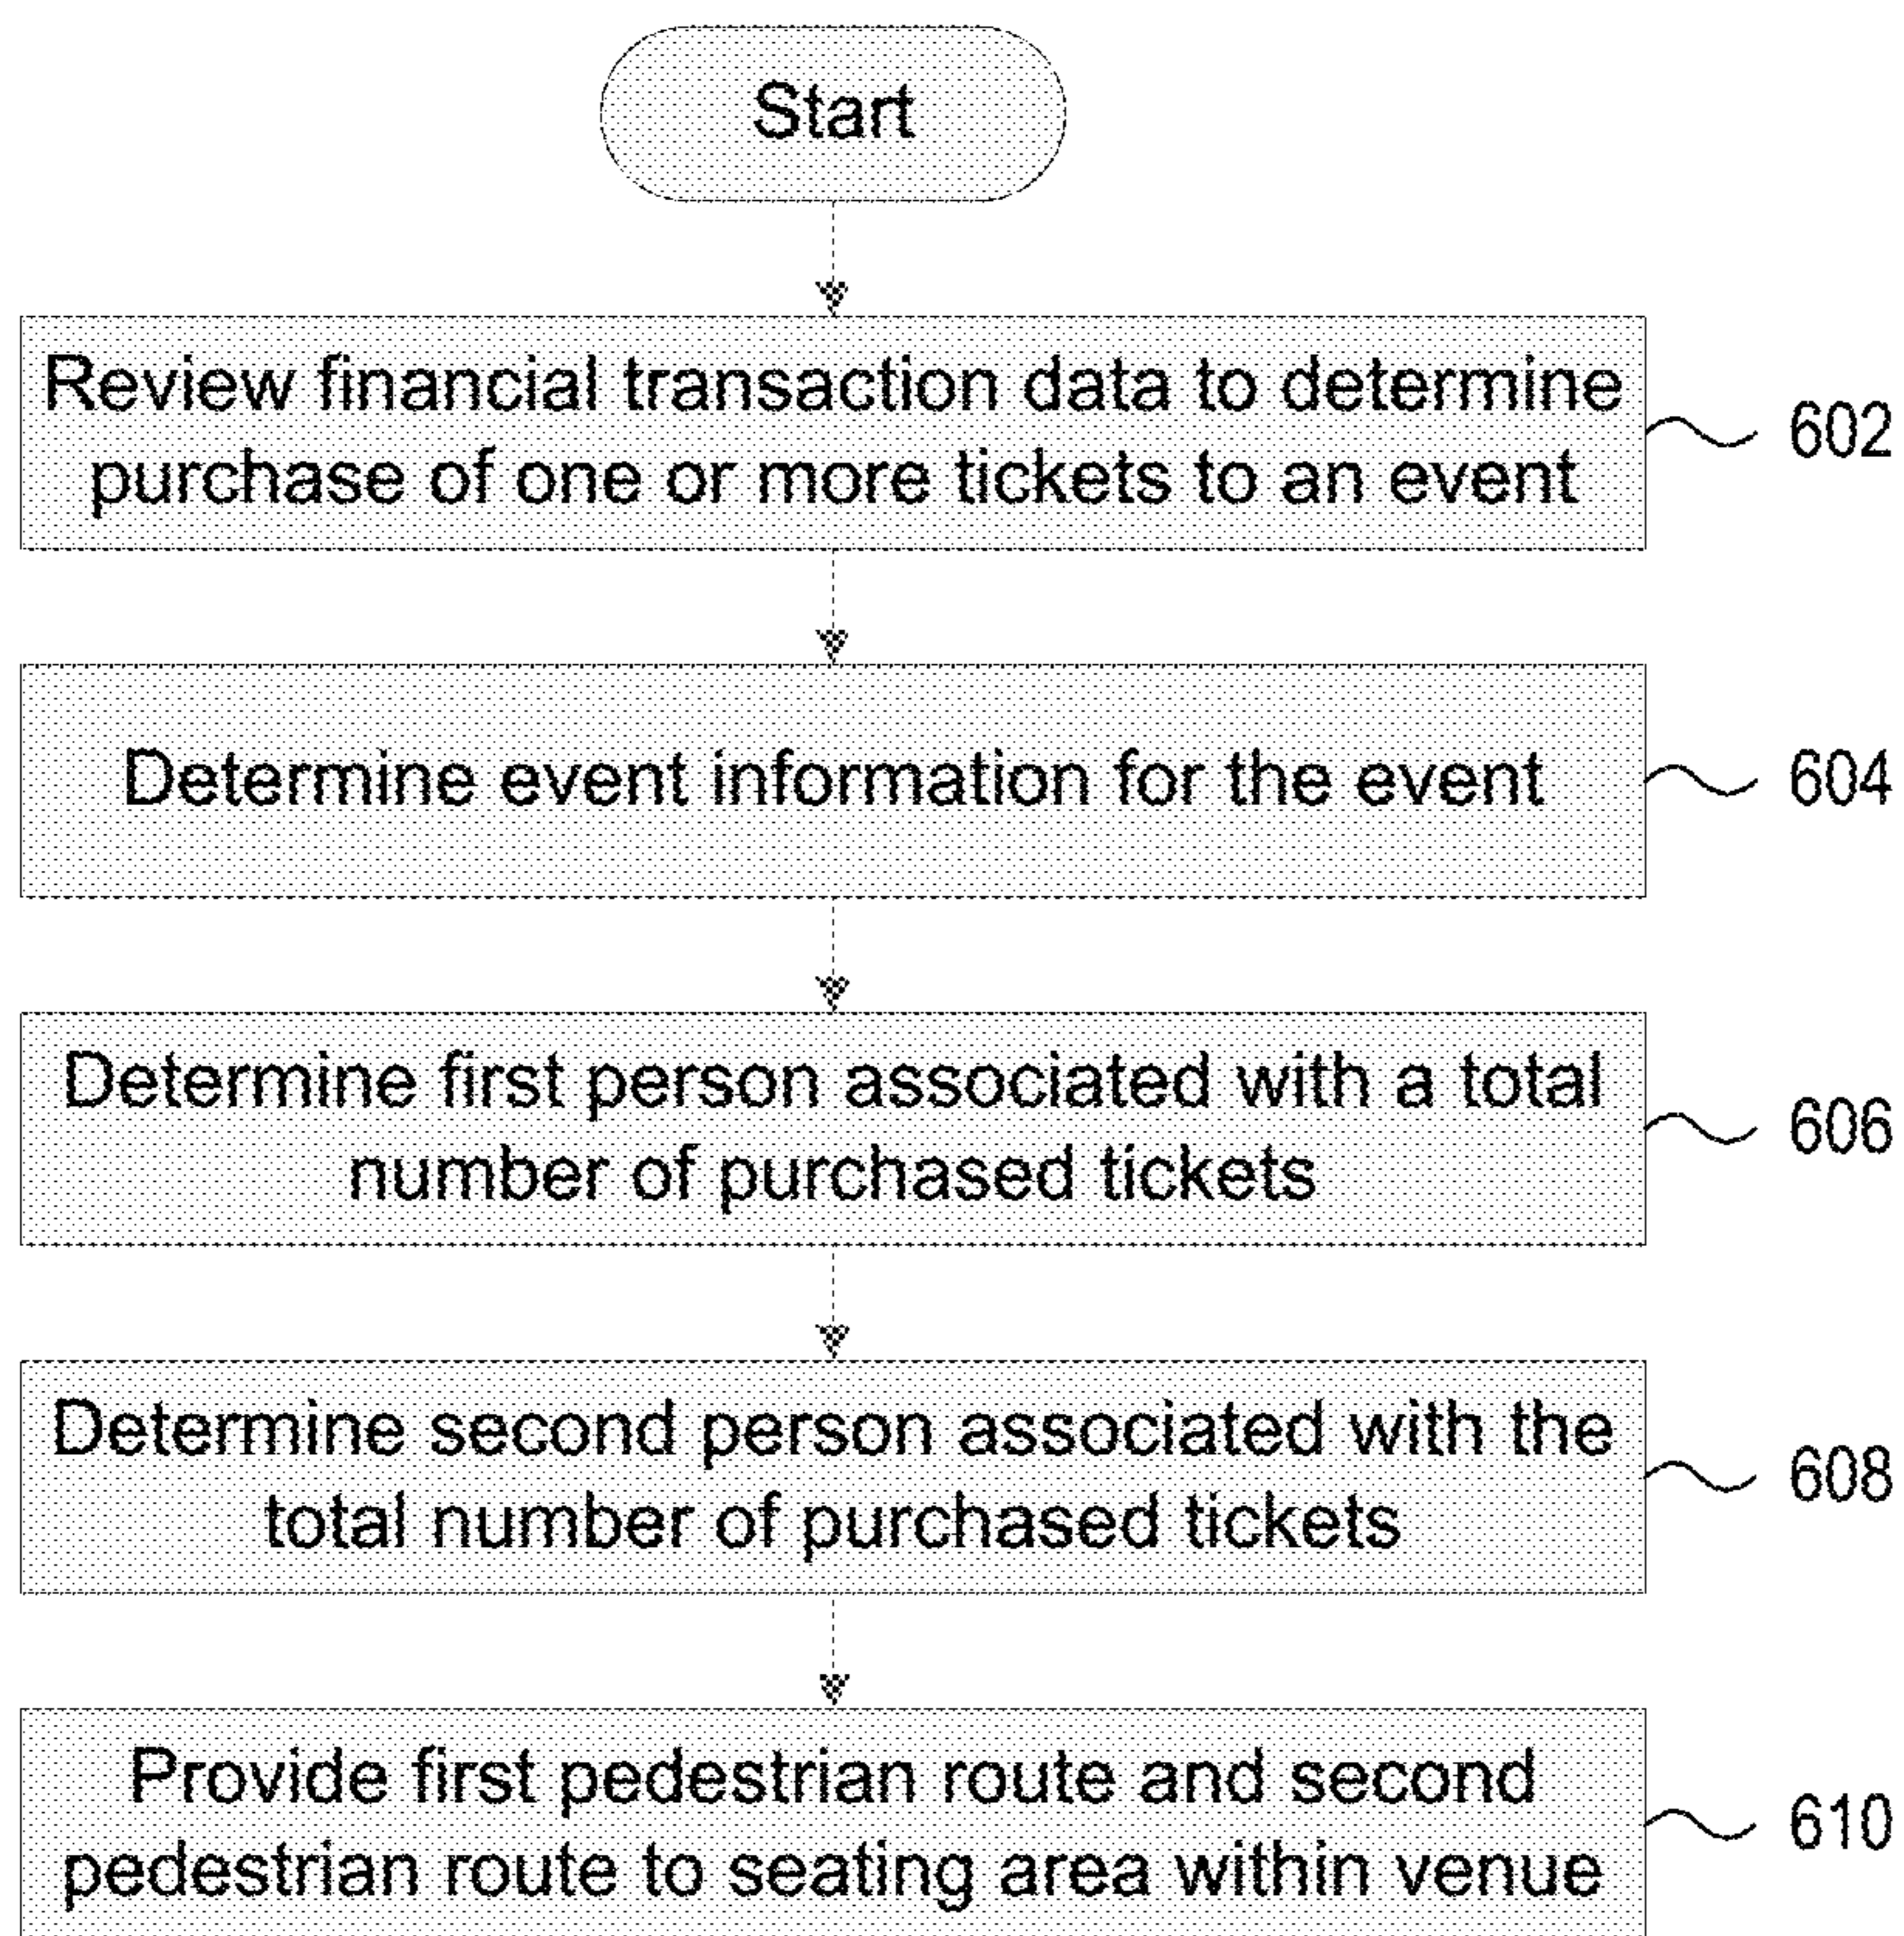 Start
Review financial transaction data to determine
purchase of one or more tickets to an event
602
Determine event information for the event
604
Determine first person associated with a total
number of purchased tickets
606
Determine second person associated with the
total number of purchased tickets
608
Provide first pedestrian route and second
pedestrian route to seating area within venue
610